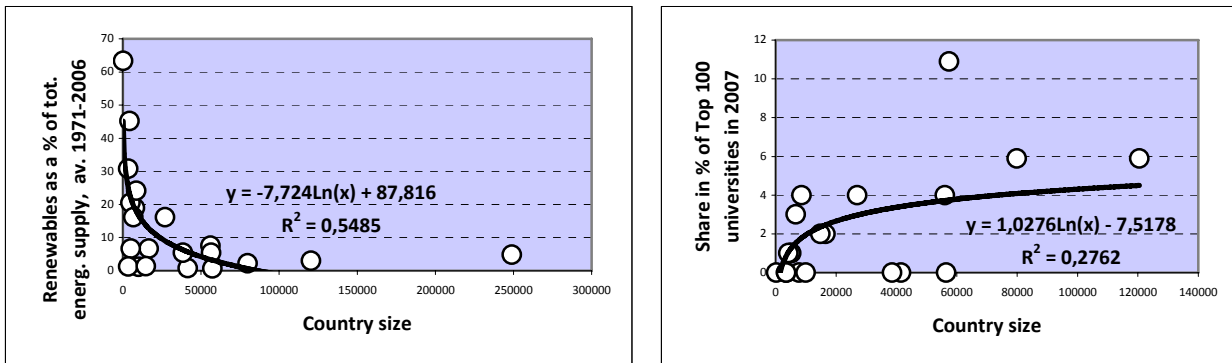 Renewables as a % of tot.
energ. supply, av. 1971-2006
70
60
50
40
30
20
10
0
y = -7,724Ln(x) + 87,816
R² = 0,5485
0 50000 100000 150000 200000 250000 300000
Country size
Share in % of Top 100
universities in 2007
12
10
8
6
4
2
0
y = 1,0276Ln(x) - 7,5178
R² = 0,2762
0 20000 40000 60000 80000 100000 120000 140000
Country size